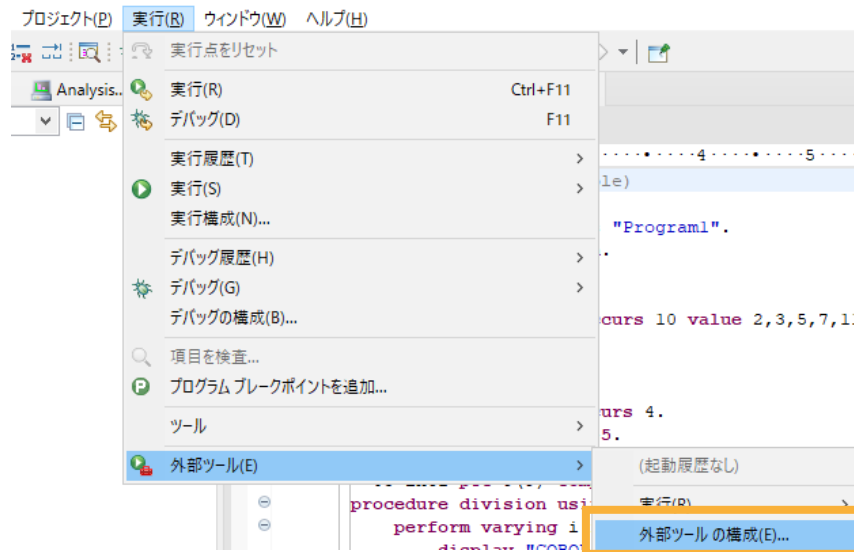 プロジェクト(P) 実行(R) ウィンドウ(W) ヘルプ(H)
実行点をリセット
Analysis..
実行(R) Ctrl+F11
デバッグ(D) F11
実行履歴(T)
4 5
実行(S)
le)
実行構成(N)...
"Program1".
デバッグ履歴(H)
デバッグ(G)
デバッグの構成(B)...
curs 10 value 2,3,5,7,1
項目を検査...
プログラム ブレークポイントを追加...
urs 4.
ツール
5.
外部ツール(E)
(起動履歴なし)
procedure division usi
実行(R)
perform varying i
外部ツール の構成(E)...
display "COBO